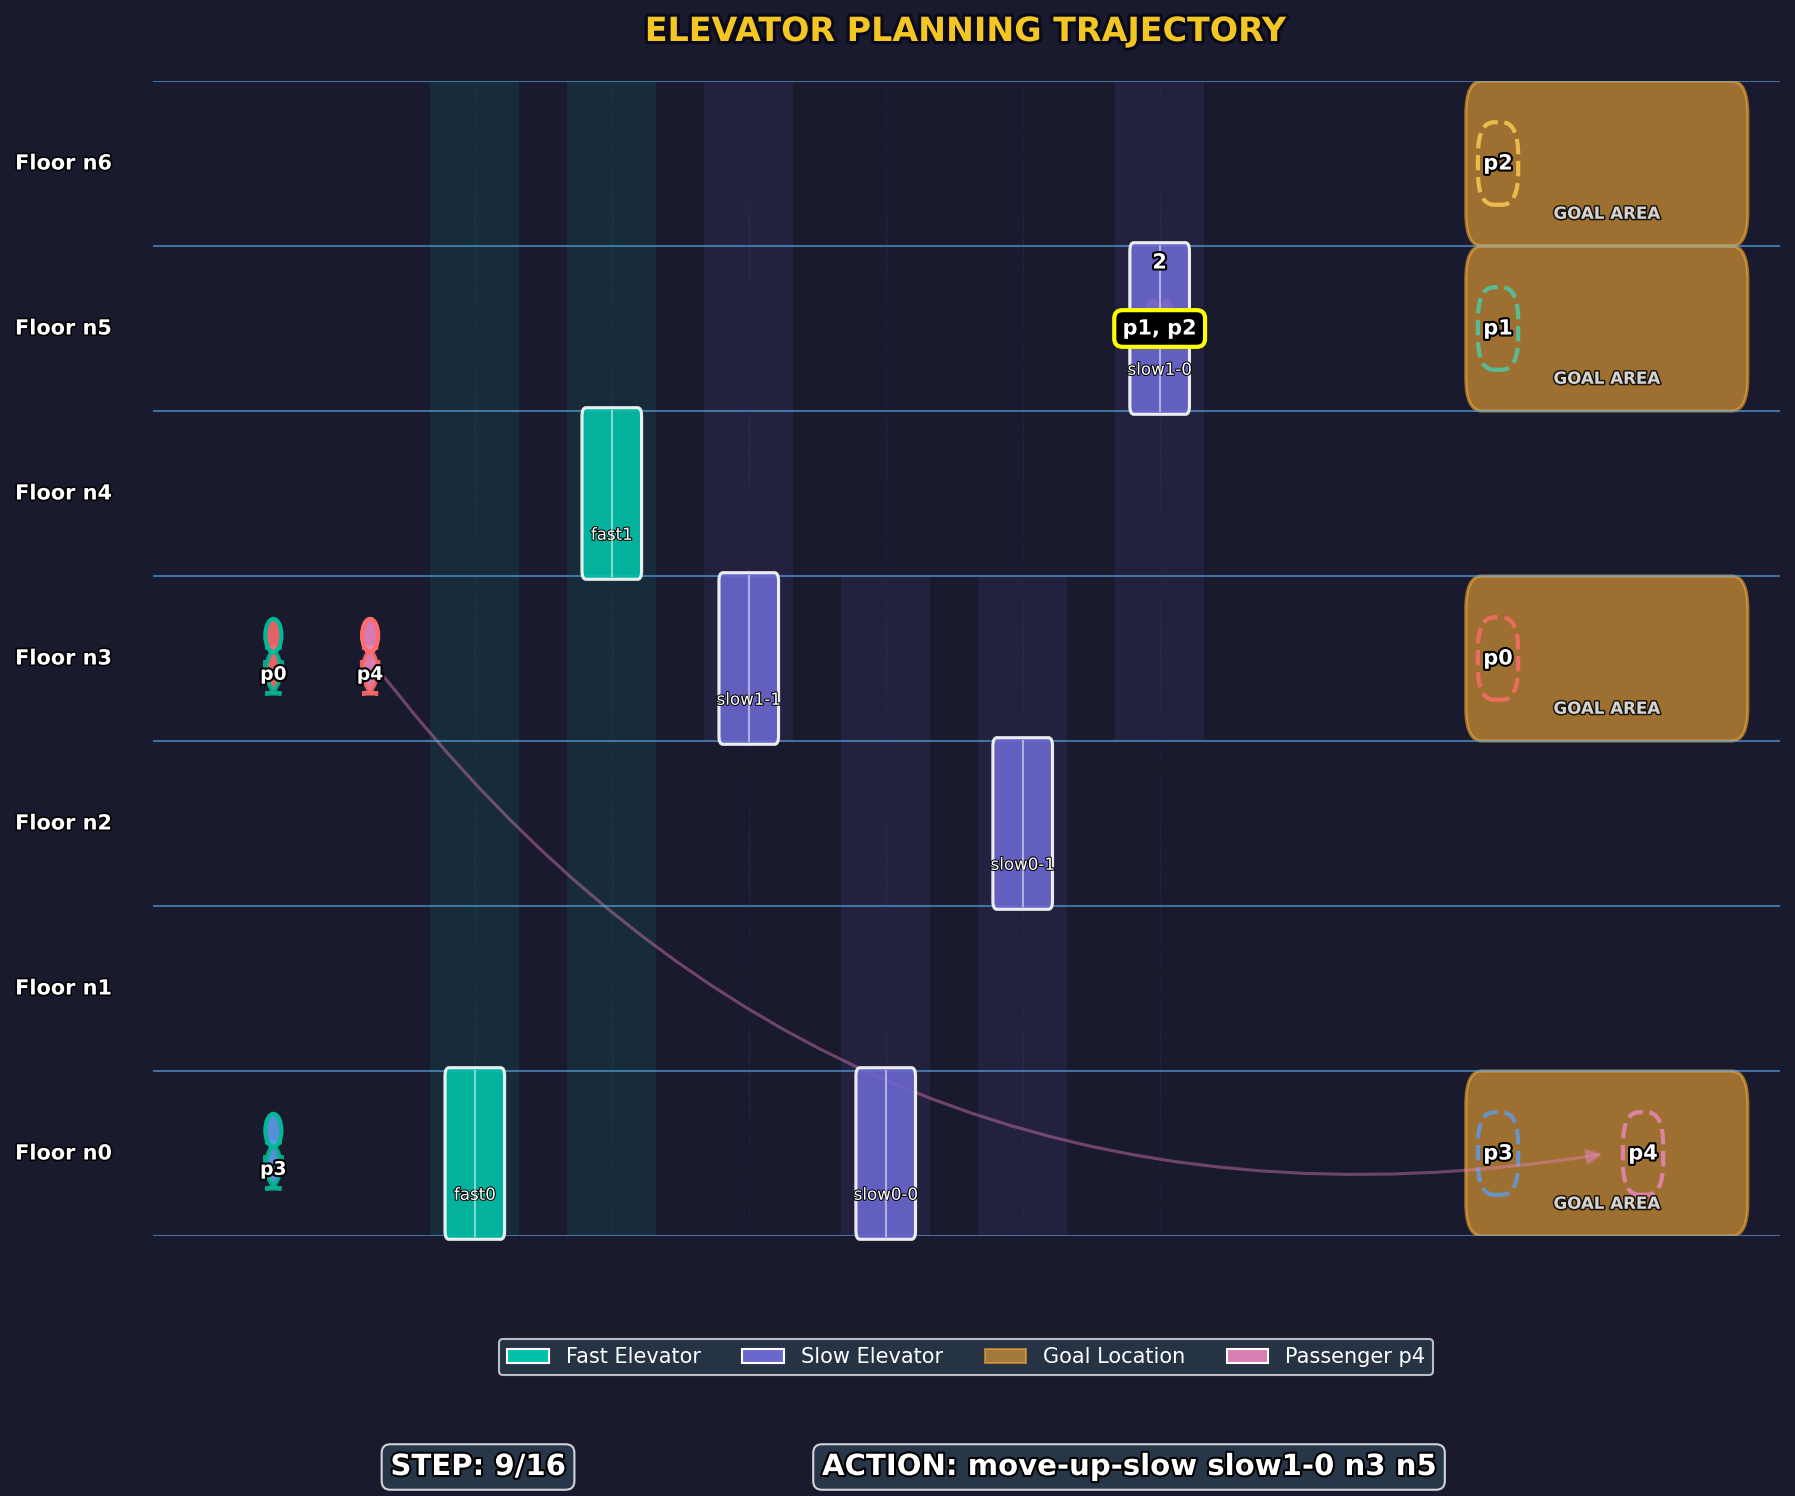 ELEVATOR PLANNING TRAJECTORY
Floor n6
p2
GOAL AREA
2
Floor n5
p1, p2
p1
slow1-0
GOAL AREA
Floor n4
fast1
Floor n3
p0
p4
p0
slow1-1
GOAL AREA
Floor n2
slow0-1
Floor n1
Floor n0
p3
p3
p4
fast0
slow0-0
GOAL AREA
Fast Elevator
Slow Elevator
Goal Location
Passenger p4
STEP: 9/16
ACTION: move-up-slow slow1-0 n3 n5